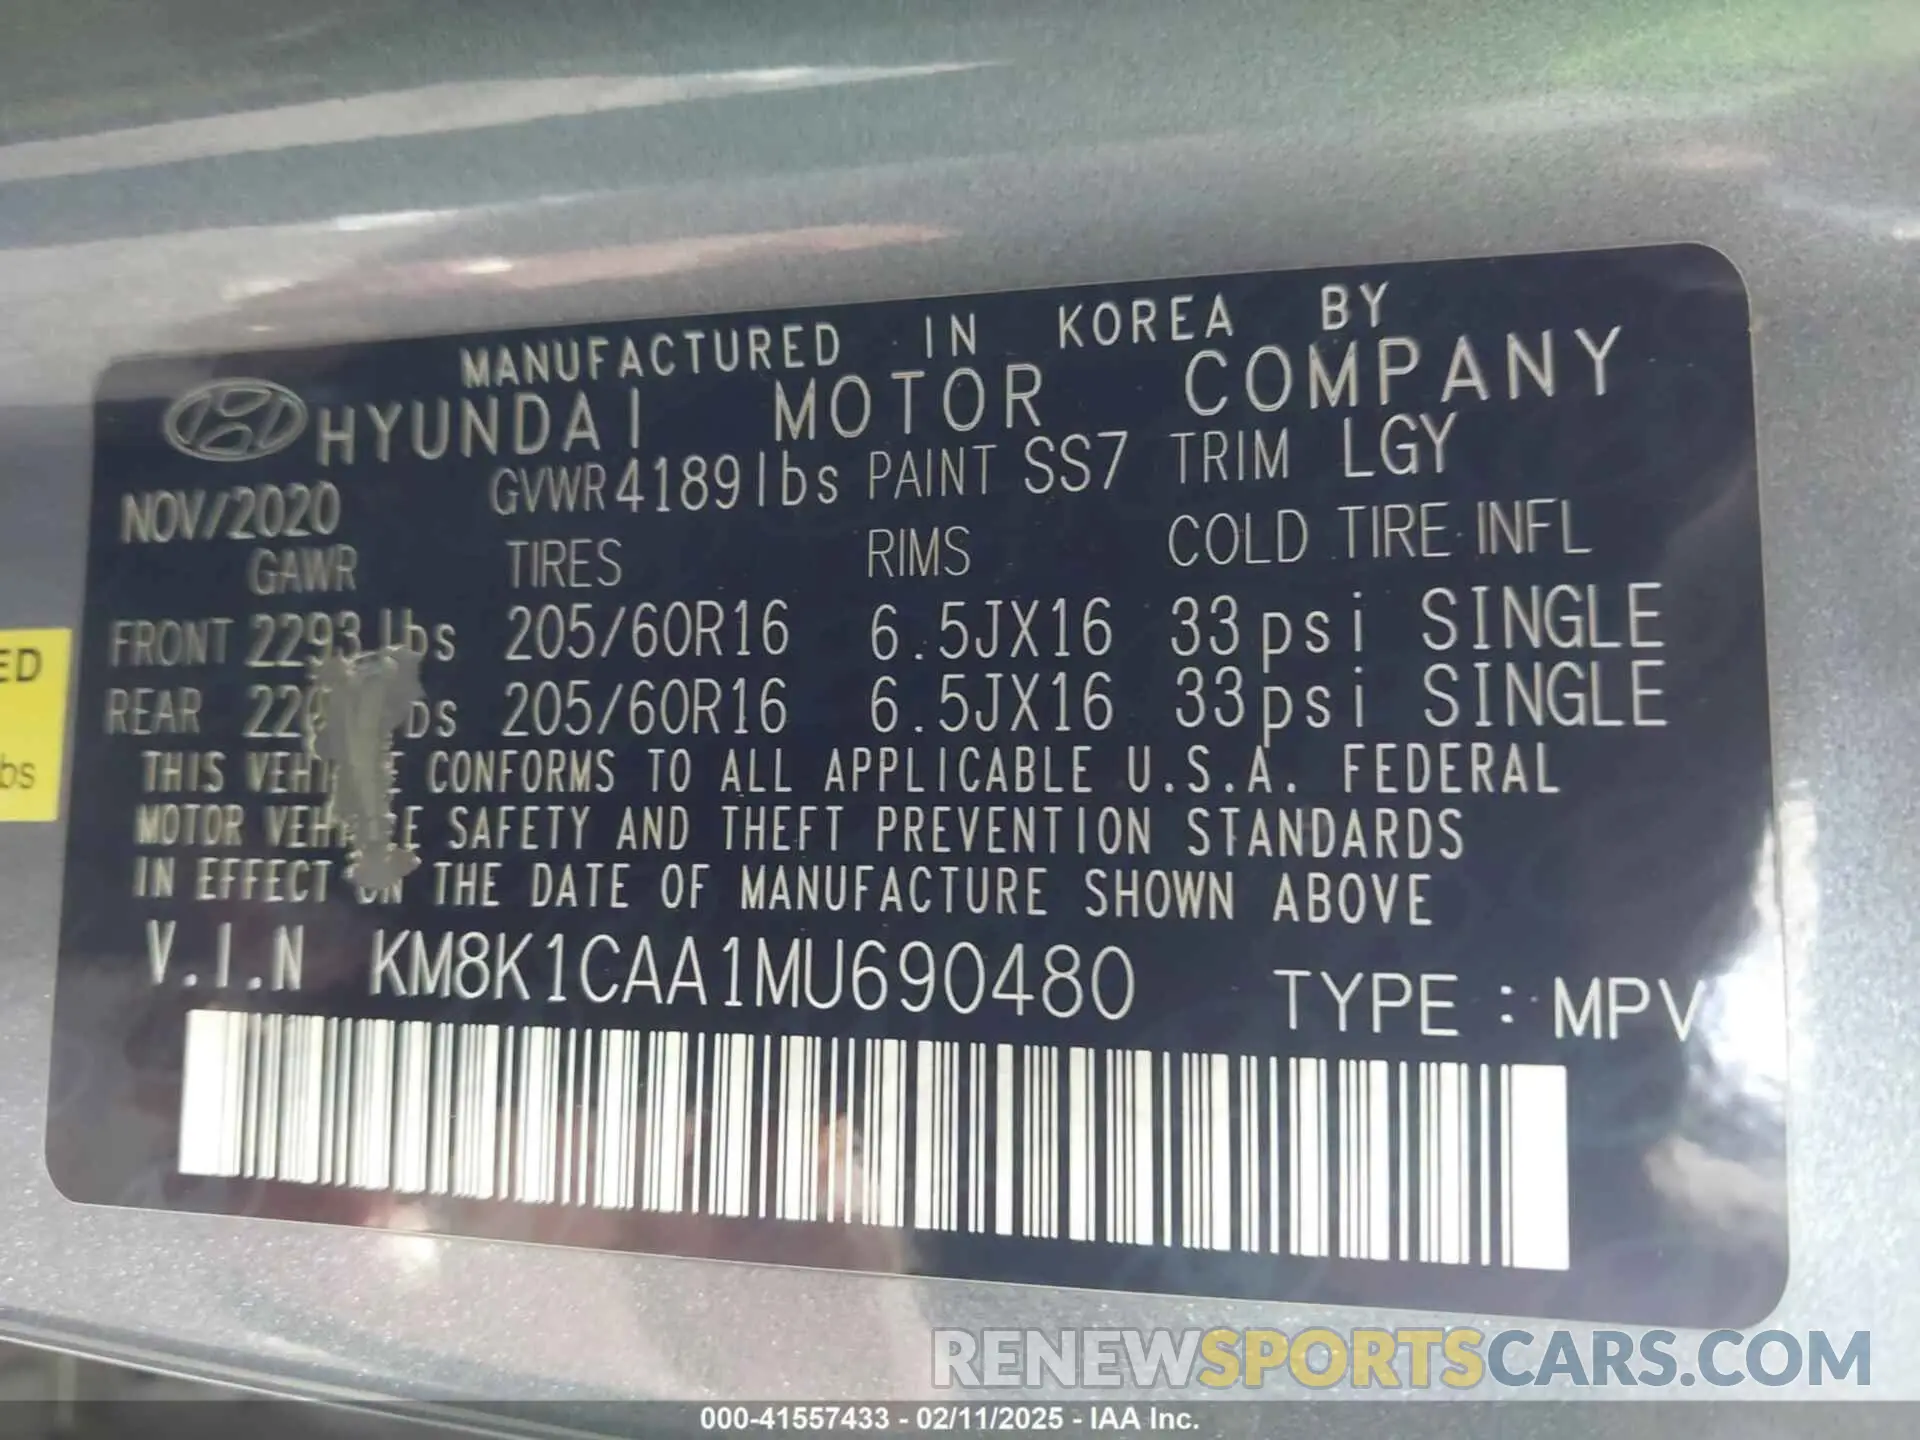 MANUFACTURED IN KOREA BY
HYUNDAI MOTOR COMPANY
NOV/2020 GVWR 4189lbs PAINT SS7 TRIM LGY
GAWR TIRES RIMS COLD TIRE INFL
FRONT 2293 lbs 205/60R16 6.5JX16 33psi SINGLE
REAR 205/60R16 6.5JX16 33psi SINGLE
THIS CONFORMS TO ALL APPLICABLE U.S.A. FEDERAL
MOTOR SAFETY AND THEFT PREVENTION STANDARDS
IN EFFECT ON THE DATE OF MANUFACTURE SHOWN ABOVE
V.I.N KM8K1CAA1MU690480 TYPE : MPV
ED
bs
RENEWSPORTSCARS.COM
000-41557433 - 02/11/2025 - IAA Inc.